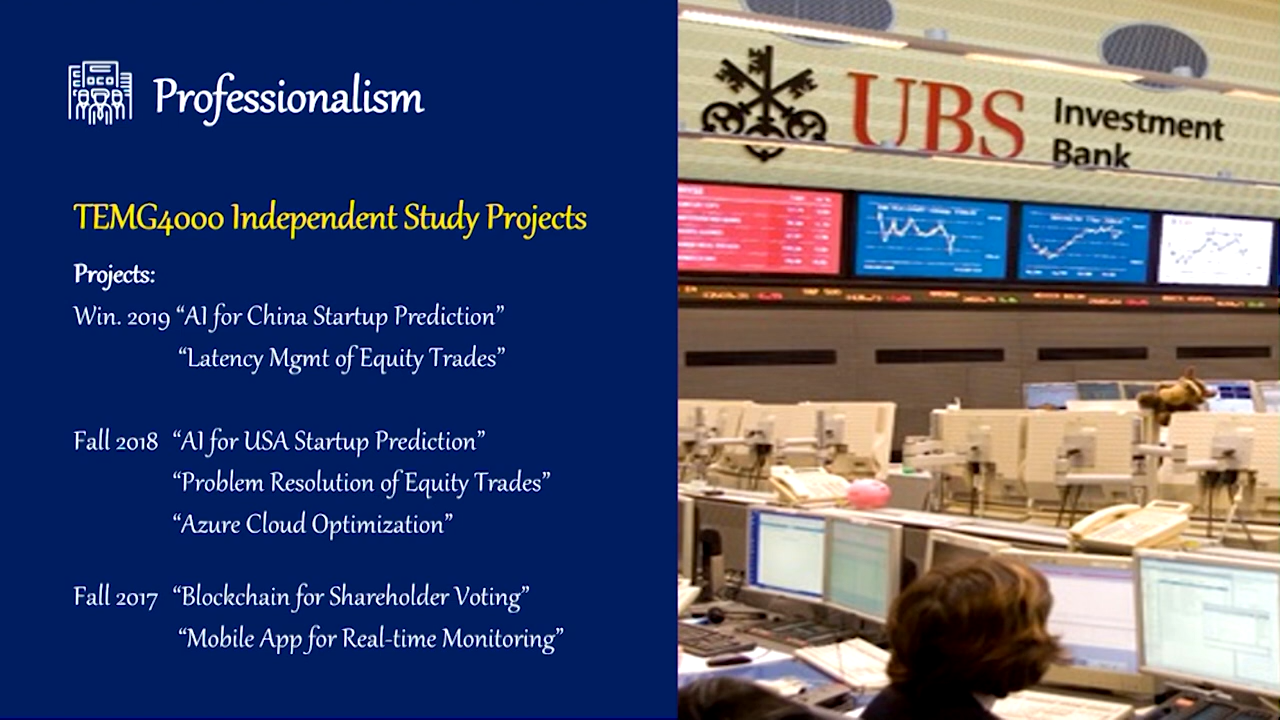 Professionalism
TEMG4000 Independent Study Projects
Projects:
Win. 2019 “AI for China Startup Prediction”
“Latency Mgmt of Equity Trades”
Fall 2018 “AI for USA Startup Prediction”
“Problem Resolution of Equity Trades”
“Azure Cloud Optimization”
Fall 2017 “Blockchain for Shareholder Voting”
“Mobile App for Real-time Monitoring”
UBS Investment
Bank